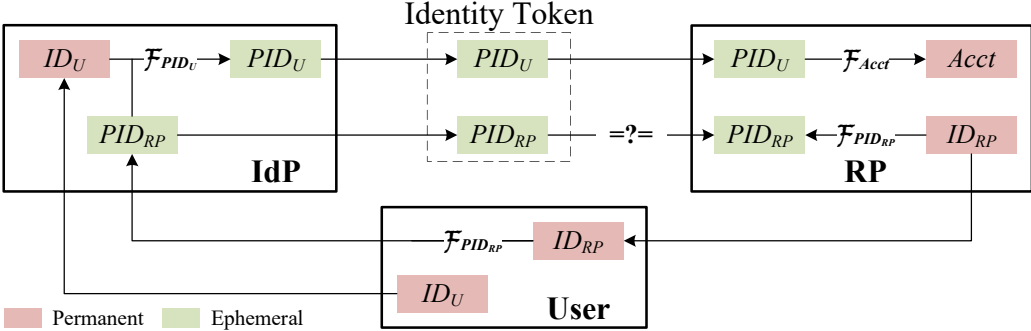 Identity Token
ID_U 𝓕_PID_U PID_U PID_U PID_U 𝓕_Acct Acct
PID_RP PID_RP =?= PID_RP 𝓕_PID_RP ID_RP
IdP RP
𝓕_PID_RP ID_RP
ID_U
User
Permanent Ephemeral